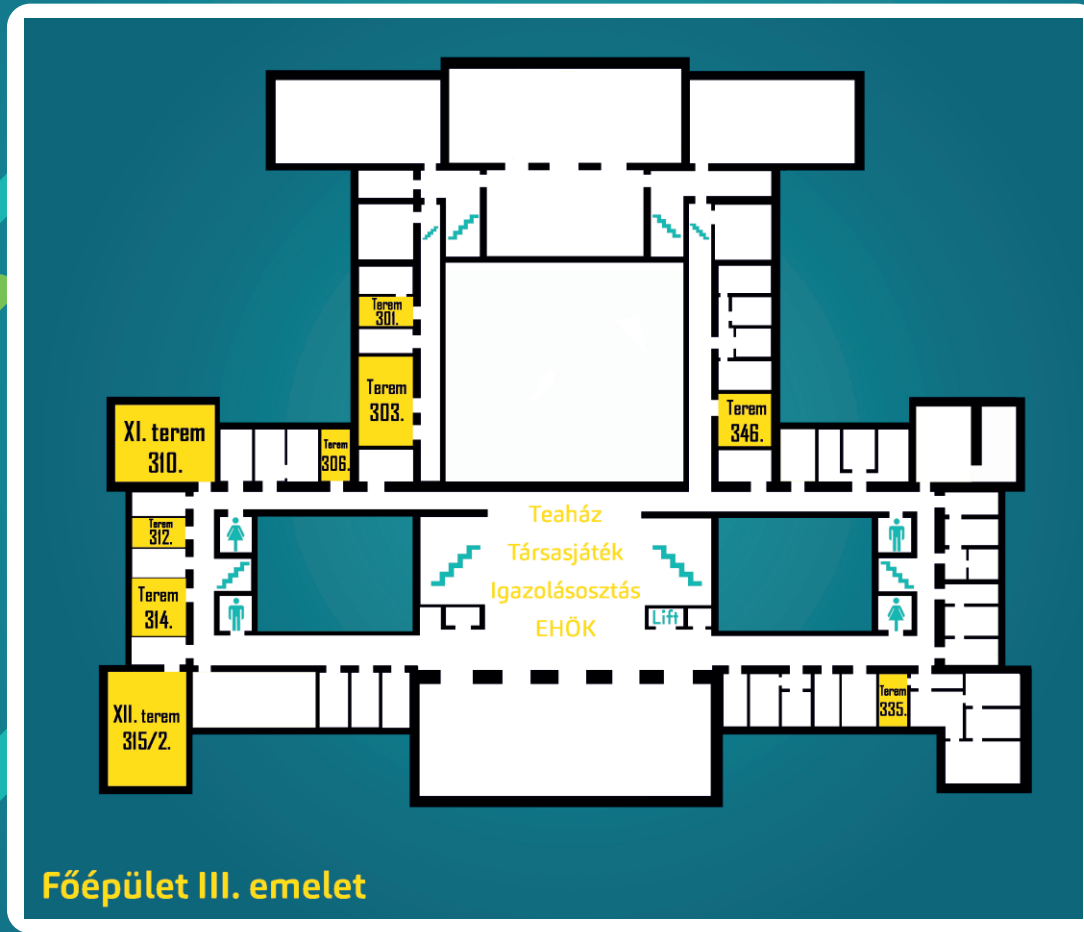 Terem
301.
Terem
303.
Terem
346.
XI. terem
310.
Terem
306.
Terem
312.
Terem
314.
Teaház
Társasjáték
Igazolásosztás
EHÖK
Lift
XII. terem
315/2.
Terem
335.
Főépület III. emelet